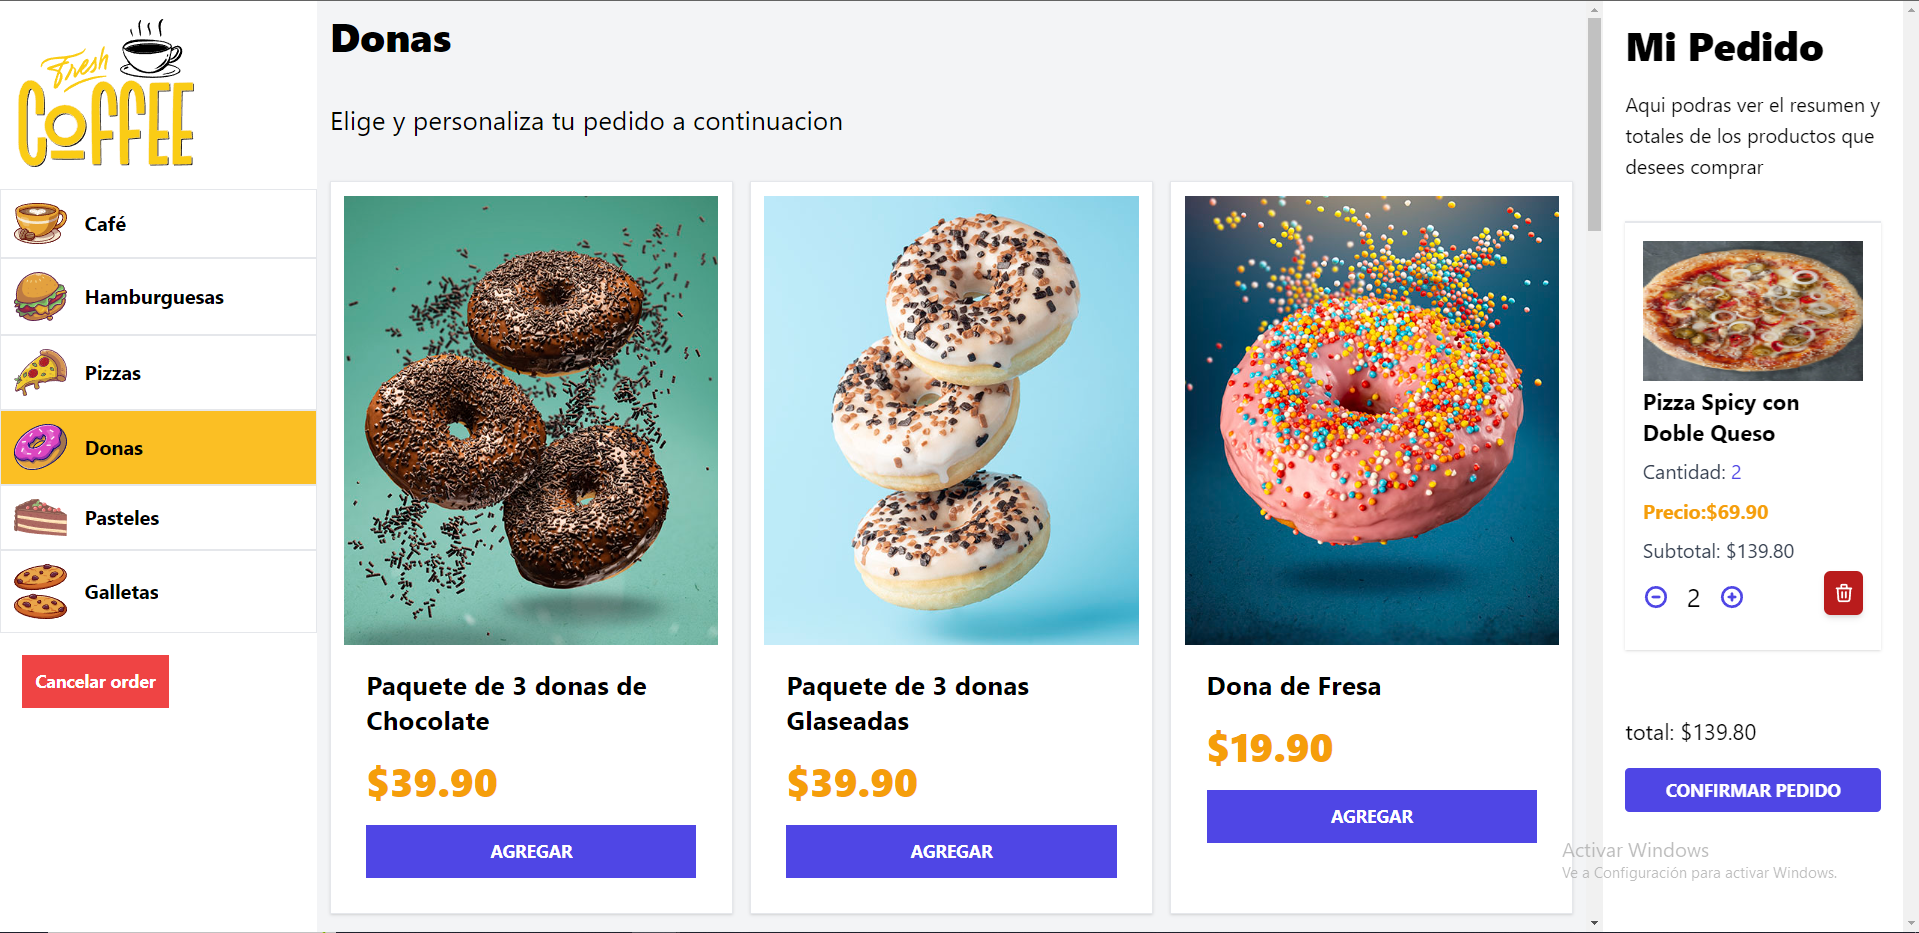 Fresh
COFFEE
Café
Hamburguesas
Pizzas
Donas
Pasteles
Galletas
Cancelar order
Donas
Elige y personaliza tu pedido a continuacion
Paquete de 3 donas de
Chocolate
$39.90
AGREGAR
Paquete de 3 donas
Glaseadas
$39.90
AGREGAR
Dona de Fresa
$19.90
AGREGAR
Mi Pedido
Aqui podras ver el resumen y
totales de los productos que
desees comprar
Pizza Spicy con
Doble Queso
Cantidad: 2
Precio:$69.90
Subtotal: $139.80
2
total: $139.80
CONFIRMAR PEDIDO
Activar Windows
Ve a Configuración para activar Windows.